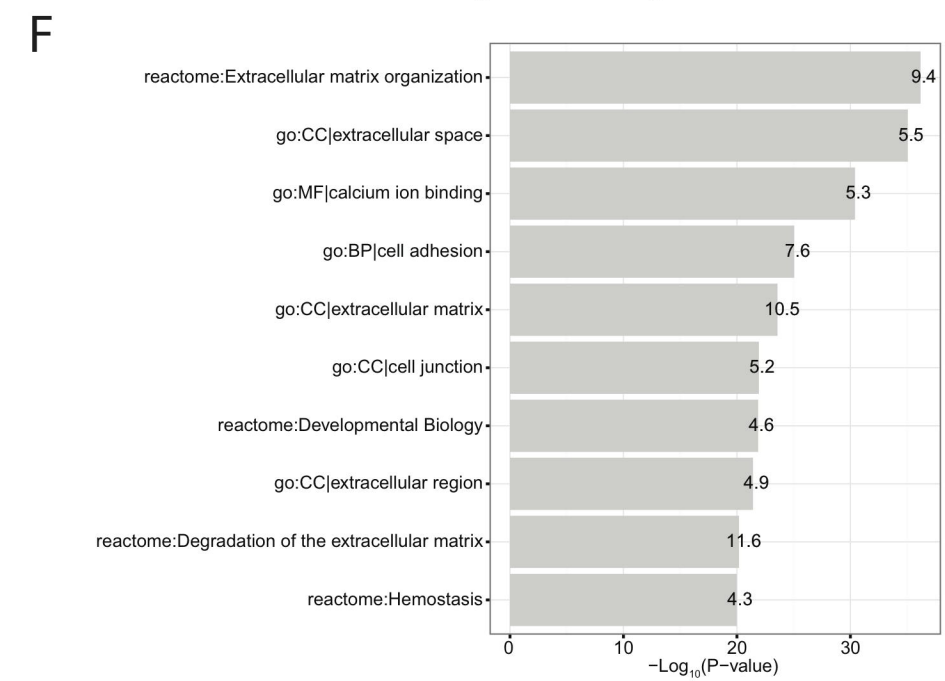 F
reactome:Extracellular matrix organization 9.4
go:CC|extracellular space 5.5
go:MF|calcium ion binding 5.3
go:BP|cell adhesion 7.6
go:CC|extracellular matrix 10.5
go:CC|cell junction 5.2
reactome:Developmental Biology 4.6
go:CC|extracellular region 4.9
reactome:Degradation of the extracellular matrix 11.6
reactome:Hemostasis 4.3
0 10 20 30
−Log₁₀(P−value)